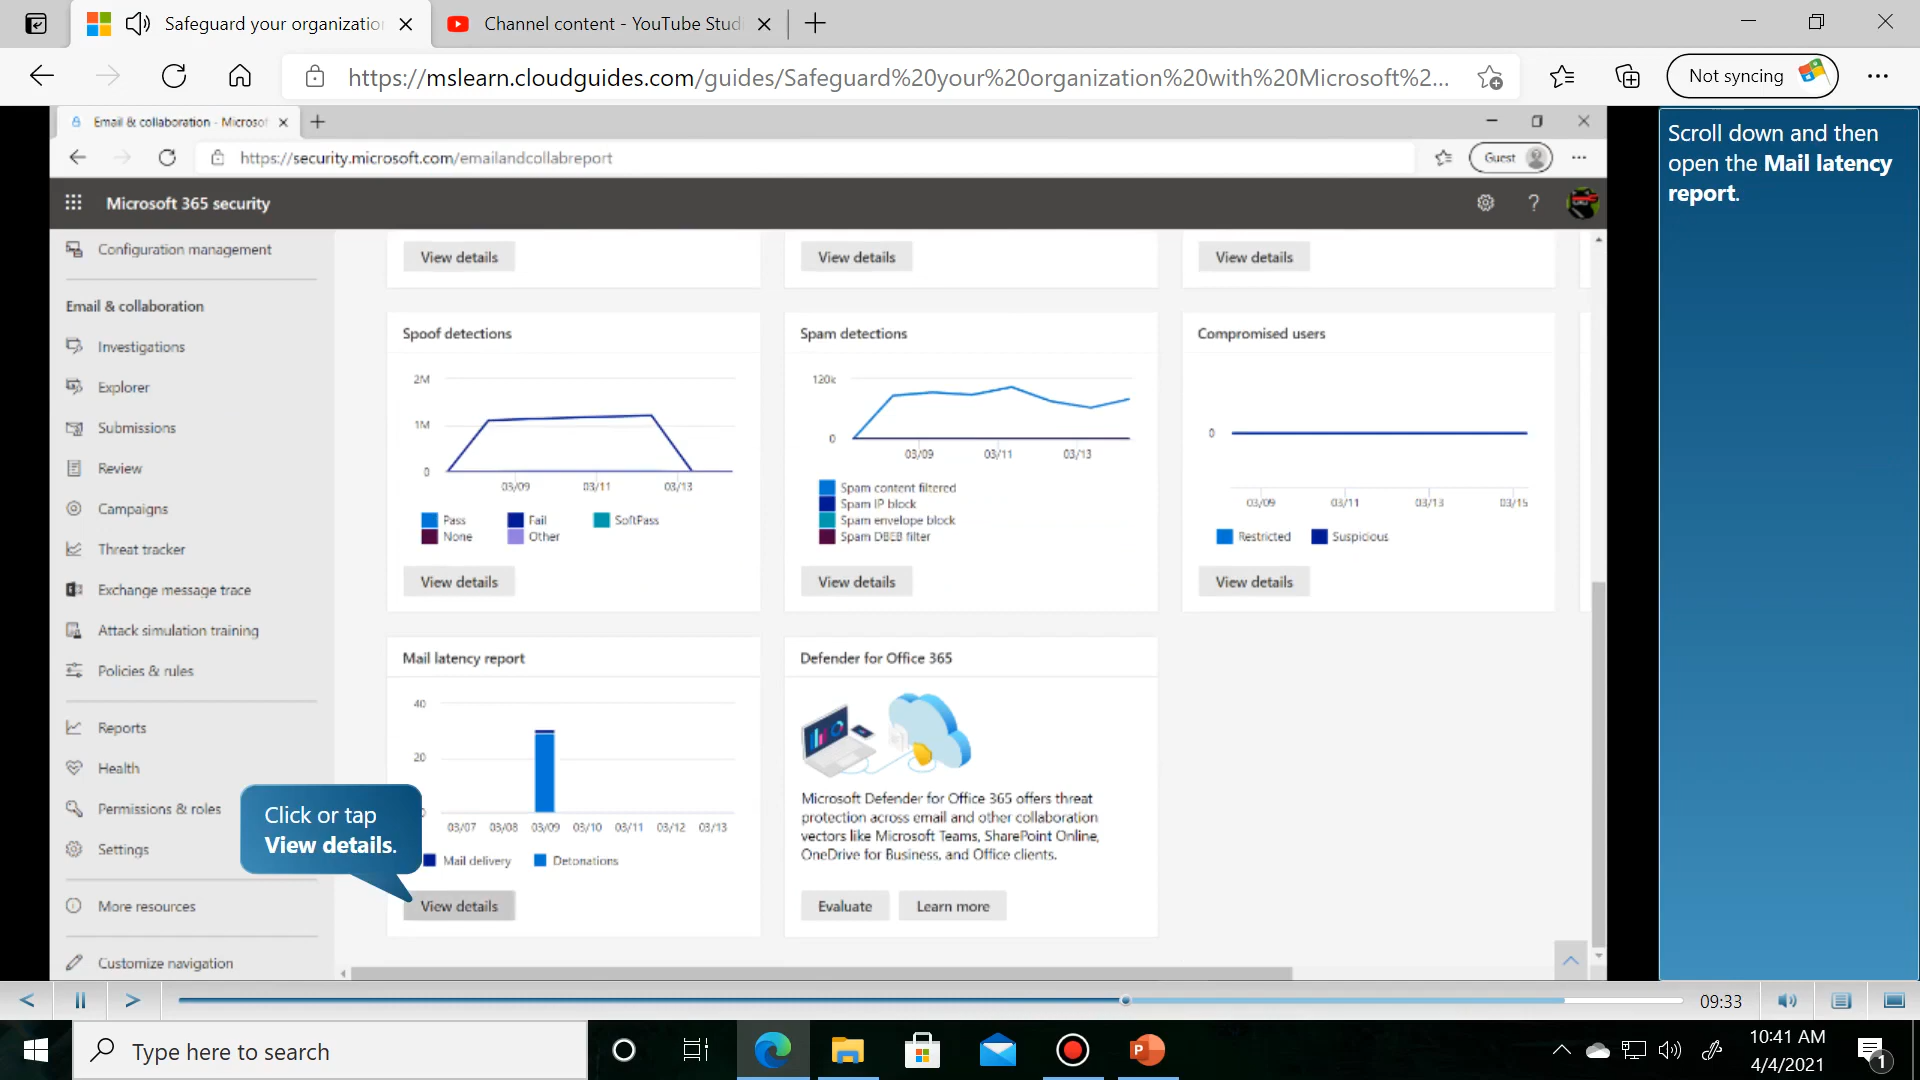 Safeguard your organizatio
Channel content - YouTube Stud
https://mslearn.cloudguides.com/guides/Safeguard%20your%20organization%20with%20Microsoft%2...
Not syncing
Email & collaboration - Microsof
https://security.microsoft.com/emailandcollabreport
Guest
Microsoft 365 security
?
Configuration management
Email & collaboration
Investigations
Explorer
Submissions
Review
Campaigns
Threat tracker
Exchange message trace
Attack simulation training
Policies & rules
Reports
Health
Permissions & roles
Settings
More resources
Customize navigation
View details
View details
View details
Spoof detections
2M
1M
0
03/09 03/11 03/13
Pass Fail SoftPass
None Other
View details
Spam detections
120k
0
03/09 03/11 03/13
Spam content filtered
Spam IP block
Spam envelope block
Spam DBEB filter
View details
Compromised users
0
03/09 03/11 03/13 03/15
Restricted Suspicious
View details
Mail latency report
40
20
0
03/07 03/08 03/09 03/10 03/11 03/12 03/13
Mail delivery Detonations
View details
Click or tap
View details.
Defender for Office 365
Microsoft Defender for Office 365 offers threat
protection across email and other collaboration
vectors like Microsoft Teams, SharePoint Online,
OneDrive for Business, and Office clients.
Evaluate Learn more
Scroll down and then
open the Mail latency
report.
09:33
Type here to search
P
10:41 AM
4/4/2021
1